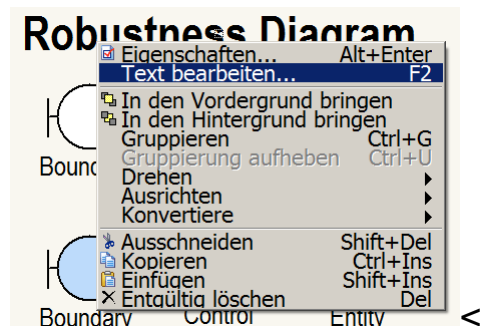 Robustness Diagram
Eigenschaften... Alt+Enter
Text bearbeiten... F2
In den Vordergrund bringen
In den Hintergrund bringen
Gruppieren Ctrl+G
Gruppierung aufheben Ctrl+U
Drehen
Ausrichten
Konvertiere
Bound
Ausschneiden Shift+Del
Kopieren Ctrl+Ins
Einfügen Shift+Ins
Entgültig löschen Del
Boundary Control Entity <